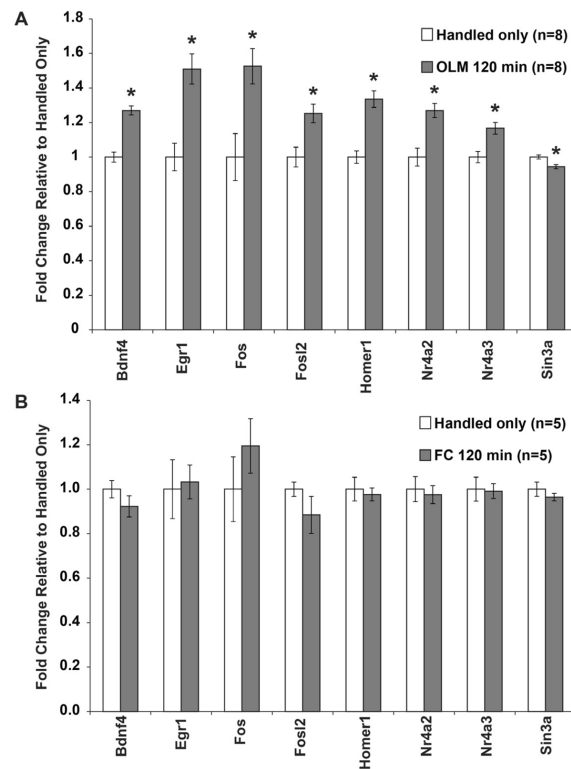 A
Fold Change Relative to Handled Only
1.8
1.6
1.4
1.2
1
1.2
0.6
0.4
0.2
0
Handled only (n=8)
OLM 120 min (n=8)
* * * * * * * *
Bdnf4 Egr1 Fos Fosl2 Homer1 Nr4a2 Nr4a3 Sin3a
B
Fold Change Relative to Handled Only
1.4
1.2
1.0
0.8
0.6
0.4
0.2
0.0
Handled only (n=5)
FC 120 min (n=5)
Bdnf4 Egr1 Fos Fosl2 Homer1 Nr4a2 Nr4a3 Sin3a